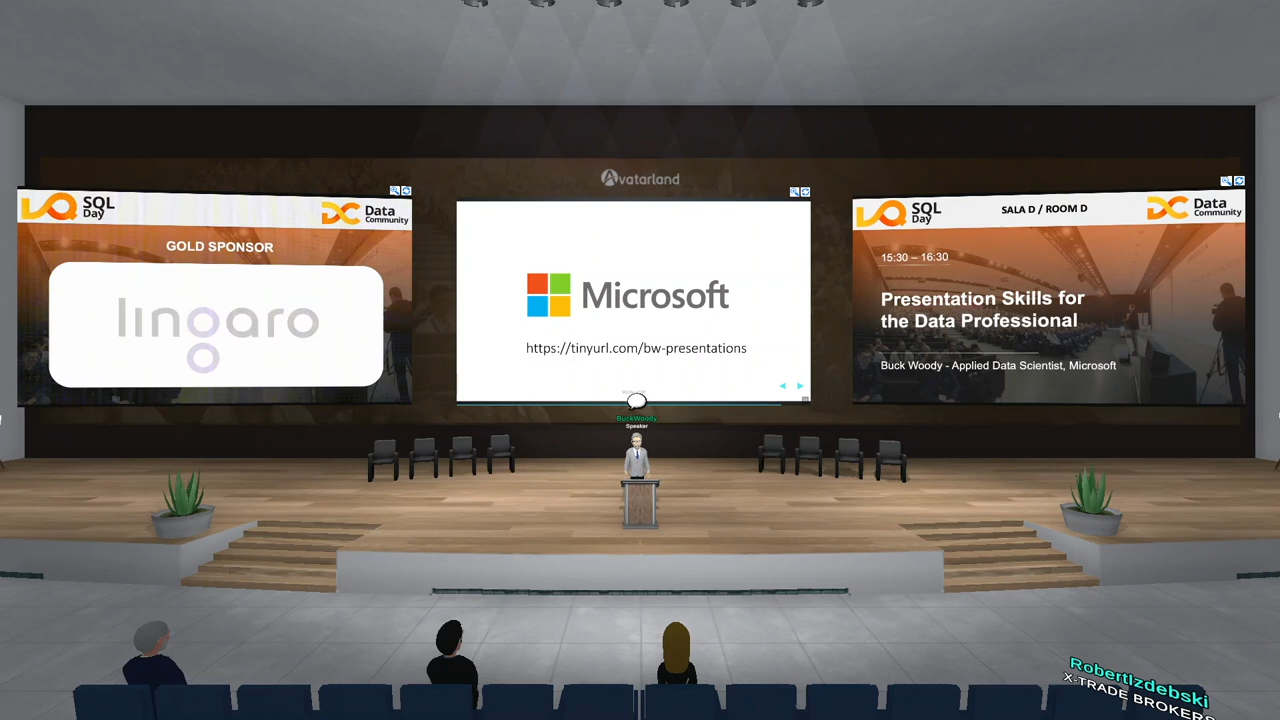 Avatarland
SQL
Day
Data
Community
GOLD SPONSOR
lingaro
Microsoft
https://tinyurl.com/bw-presentations
SQL
Day
SALA D / ROOM D
Data
Community
15:30 – 16:30
Presentation Skills for
the Data Professional
Buck Woody - Applied Data Scientist, Microsoft
BuckWoody
Speaker
RobertIzdebski
X-TRADE BROKERS